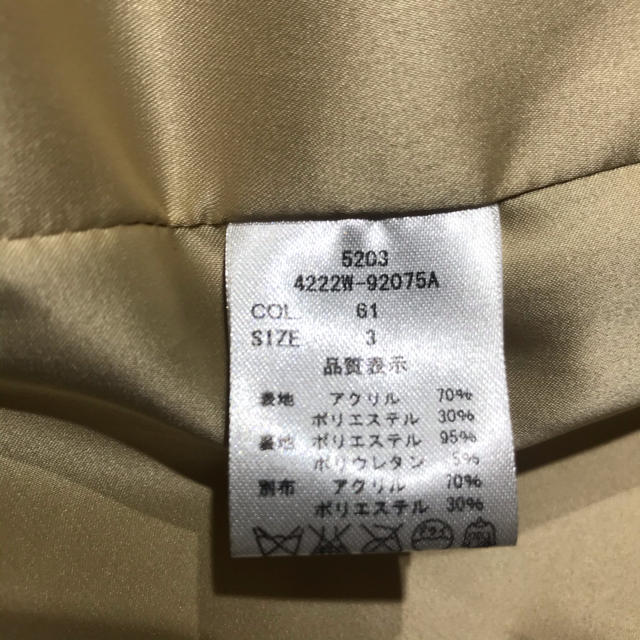 5203
4222W-92075A
COL. 61
SIZE 3
品質表示
表地 アクリル 70%
ポリエステル 30%
裏地 ポリエステル 95%
ポリウレタン 5%
別布 アクリル 70%
ポリエステル 30%